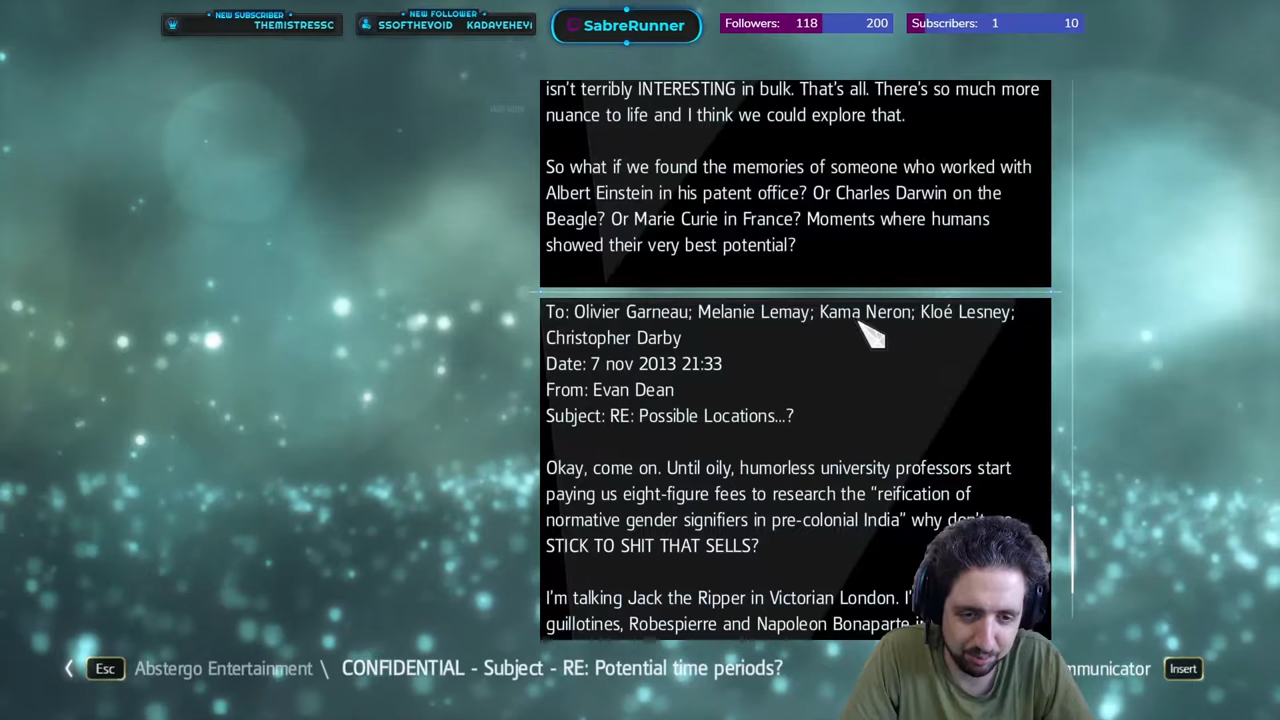 NEW SUBSCRIBER
THEMISTRESSC
NEW FOLLOWER
SSOFTHEVOID KADAYEHEYI
SabreRunner
Followers: 118 200
Subscribers: 1 10
isn't terribly INTERESTING in bulk. That's all. There's so much more
nuance to life and I think we could explore that.
So what if we found the memories of someone who worked with
Albert Einstein in his patent office? Or Charles Darwin on the
Beagle? Or Marie Curie in France? Moments where humans
showed their very best potential?
To: Olivier Garneau; Melanie Lemay; Kama Neron; Kloé Lesney;
Christopher Darby
Date: 7 nov 2013 21:33
From: Evan Dean
Subject: RE: Possible Locations...?
Okay, come on. Until oily, humorless university professors start
paying us eight-figure fees to research the “reification of
normative gender signifiers in pre-colonial India” why
STICK TO SHIT THAT SELLS?
I'm talking Jack the Ripper in Victorian London.
guillotines, Robespierre and Napoleon Bonaparte
Esc Abstergo Entertainment \ CONFIDENTIAL - Subject - RE: Potential time periods?
mmunicator Insert